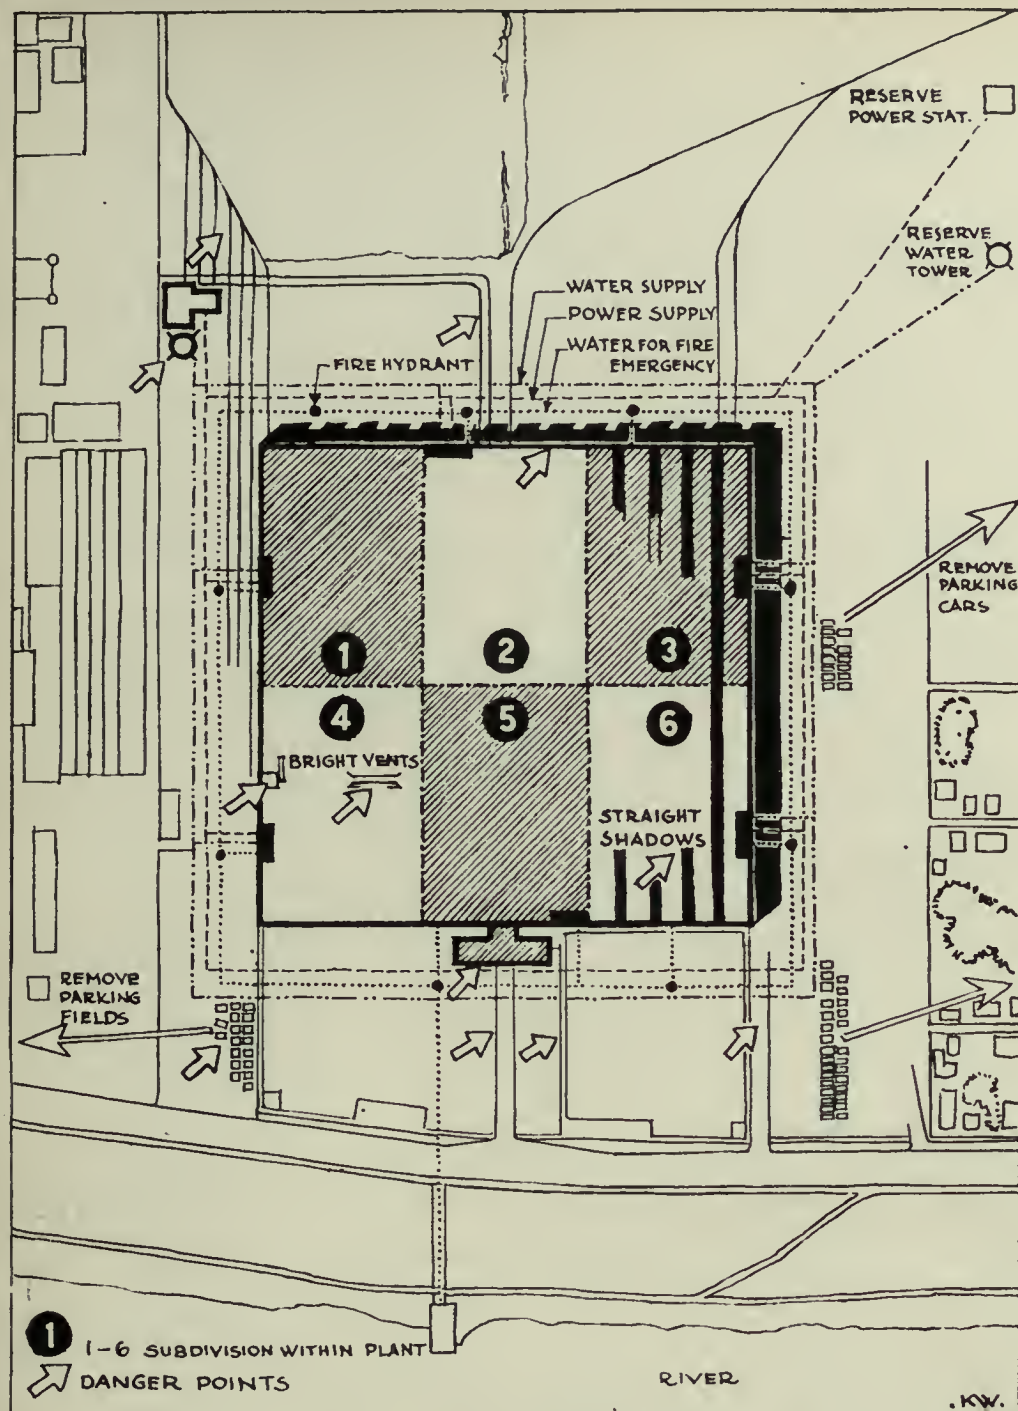 RESERVE
POWER STAT.
RESERVE
WATER
TOWER
WATER SUPPLY
POWER SUPPLY
WATER FOR FIRE
EMERGENCY
FIRE HYDRANT
REMOVE
PARKING
CARS
1
2
3
4
5
6
BRIGHT VENTS
STRAIGHT
SHADOWS
REMOVE
PARKING
FIELDS
1 1-6 SUBDIVISION WITHIN PLANT
DANGER POINTS
RIVER
.KW.